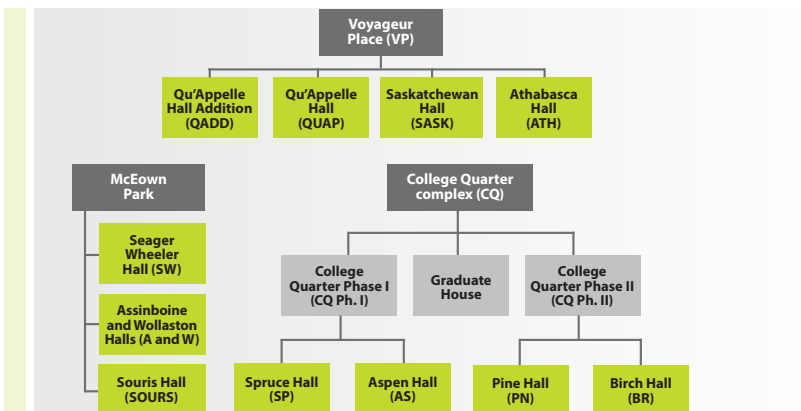 Voyageur
Place (VP)
Qu’Appelle
Hall Addition
(QADD)
Qu’Appelle
Hall
(QUAP)
Saskatchewan
Hall
(SASK)
Athabasca
Hall
(ATH)
McEown
Park
Seager
Wheeler
Hall (SW)
Assinboine
and Wollaston
Halls (A and W)
Souris Hall
(SOURS)
College Quarter
complex (CQ)
College
Quarter Phase I
(CQ Ph. I)
Graduate
House
College
Quarter Phase II
(CQ Ph. II)
Spruce Hall
(SP)
Aspen Hall
(AS)
Pine Hall
(PN)
Birch Hall
(BR)